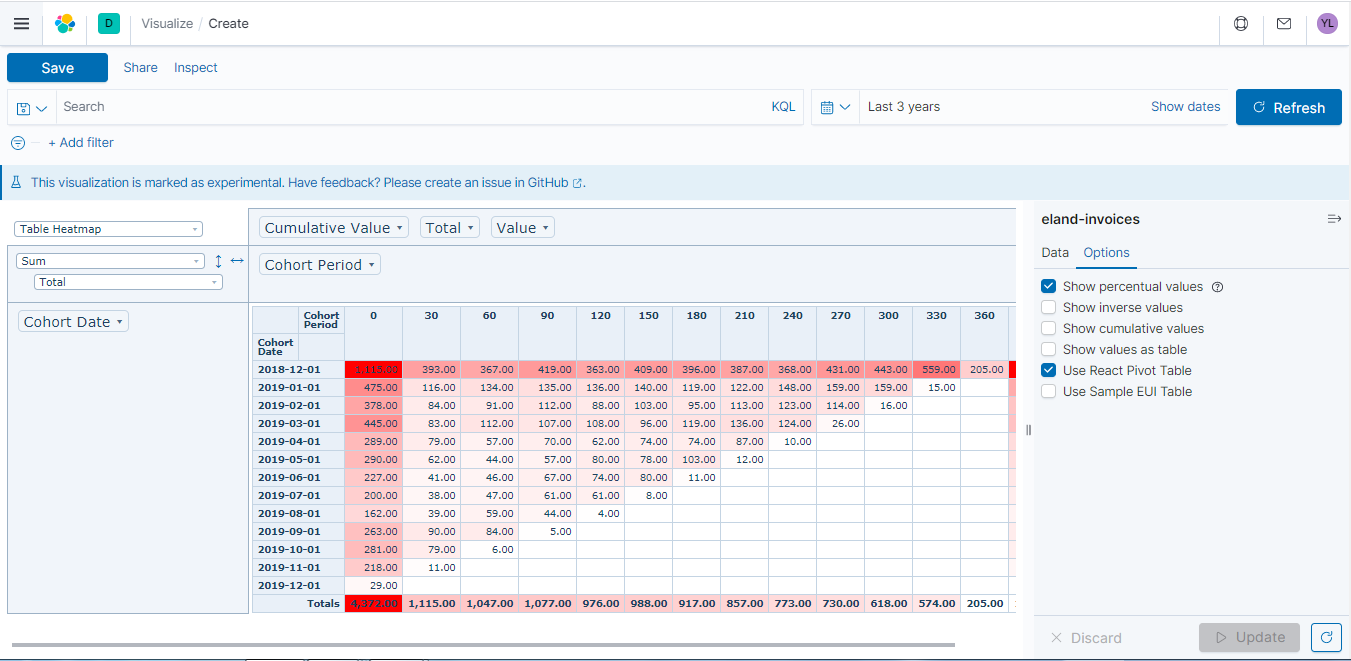 D Visualize / Create YL
Save Share Inspect
Search KQL Last 3 years Show dates Refresh
+ Add filter
This visualization is marked as experimental. Have feedback? Please create an issue in GitHub.
Table Heatmap
Cumulative Value Total Value
Sum
Total
Cohort Period
Cohort Date
Cohort Period 0 30 60 90 120 150 180 210 240 270 300 330 360
Cohort Date
2018-12-01 1,115.00 393.00 367.00 419.00 363.00 409.00 396.00 387.00 368.00 431.00 443.00 559.00 205.00
2019-01-01 475.00 116.00 134.00 135.00 136.00 140.00 119.00 122.00 148.00 159.00 159.00 15.00
2019-02-01 378.00 84.00 91.00 112.00 88.00 103.00 95.00 113.00 123.00 114.00 16.00
2019-03-01 445.00 83.00 112.00 107.00 108.00 96.00 119.00 136.00 124.00 26.00
2019-04-01 289.00 79.00 57.00 70.00 62.00 74.00 74.00 87.00 10.00
2019-05-01 290.00 62.00 44.00 57.00 80.00 78.00 103.00 12.00
2019-06-01 227.00 41.00 46.00 67.00 74.00 80.00 11.00
2019-07-01 200.00 38.00 47.00 61.00 61.00 8.00
2019-08-01 162.00 39.00 59.00 44.00 4.00
2019-09-01 263.00 90.00 84.00 5.00
2019-10-01 281.00 79.00 6.00
2019-11-01 218.00 11.00
2019-12-01 29.00
Totals 4,372.00 1,115.00 1,047.00 1,077.00 976.00 988.00 917.00 857.00 773.00 730.00 618.00 574.00 205.00
eland-invoices
Data Options
Show percentual values
Show inverse values
Show cumulative values
Show values as table
Use React Pivot Table
Use Sample EUI Table
Discard Update